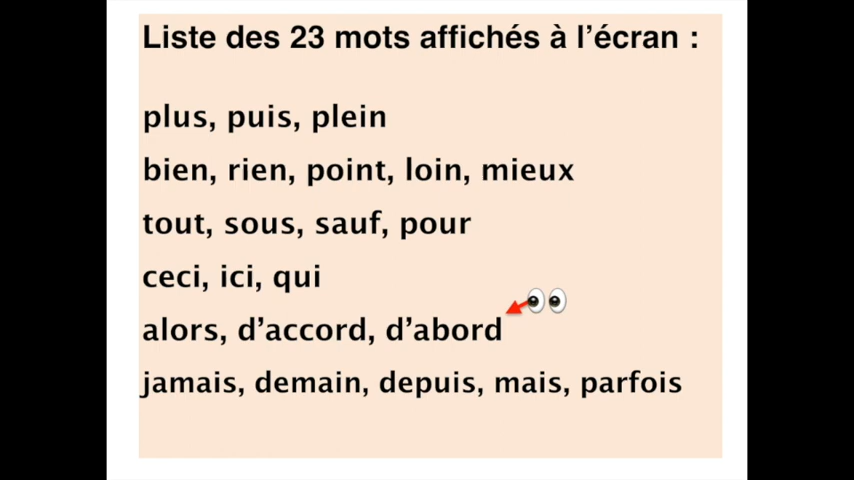 Liste des 23 mots affichés à l’écran :
plus, puis, plein
bien, rien, point, loin, mieux
tout, sous, sauf, pour
ceci, ici, qui
alors, d’accord, d’abord
jamais, demain, depuis, mais, parfois